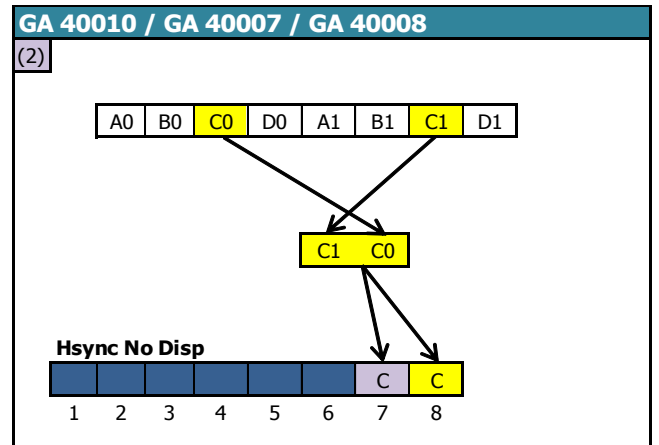 GA 40010 / GA 40007 / GA 40008
(2)
A0 B0 C0 D0 A1 B1 C1 D1
C1 C0
Hsync No Disp
C C
1 2 3 4 5 6 7 8